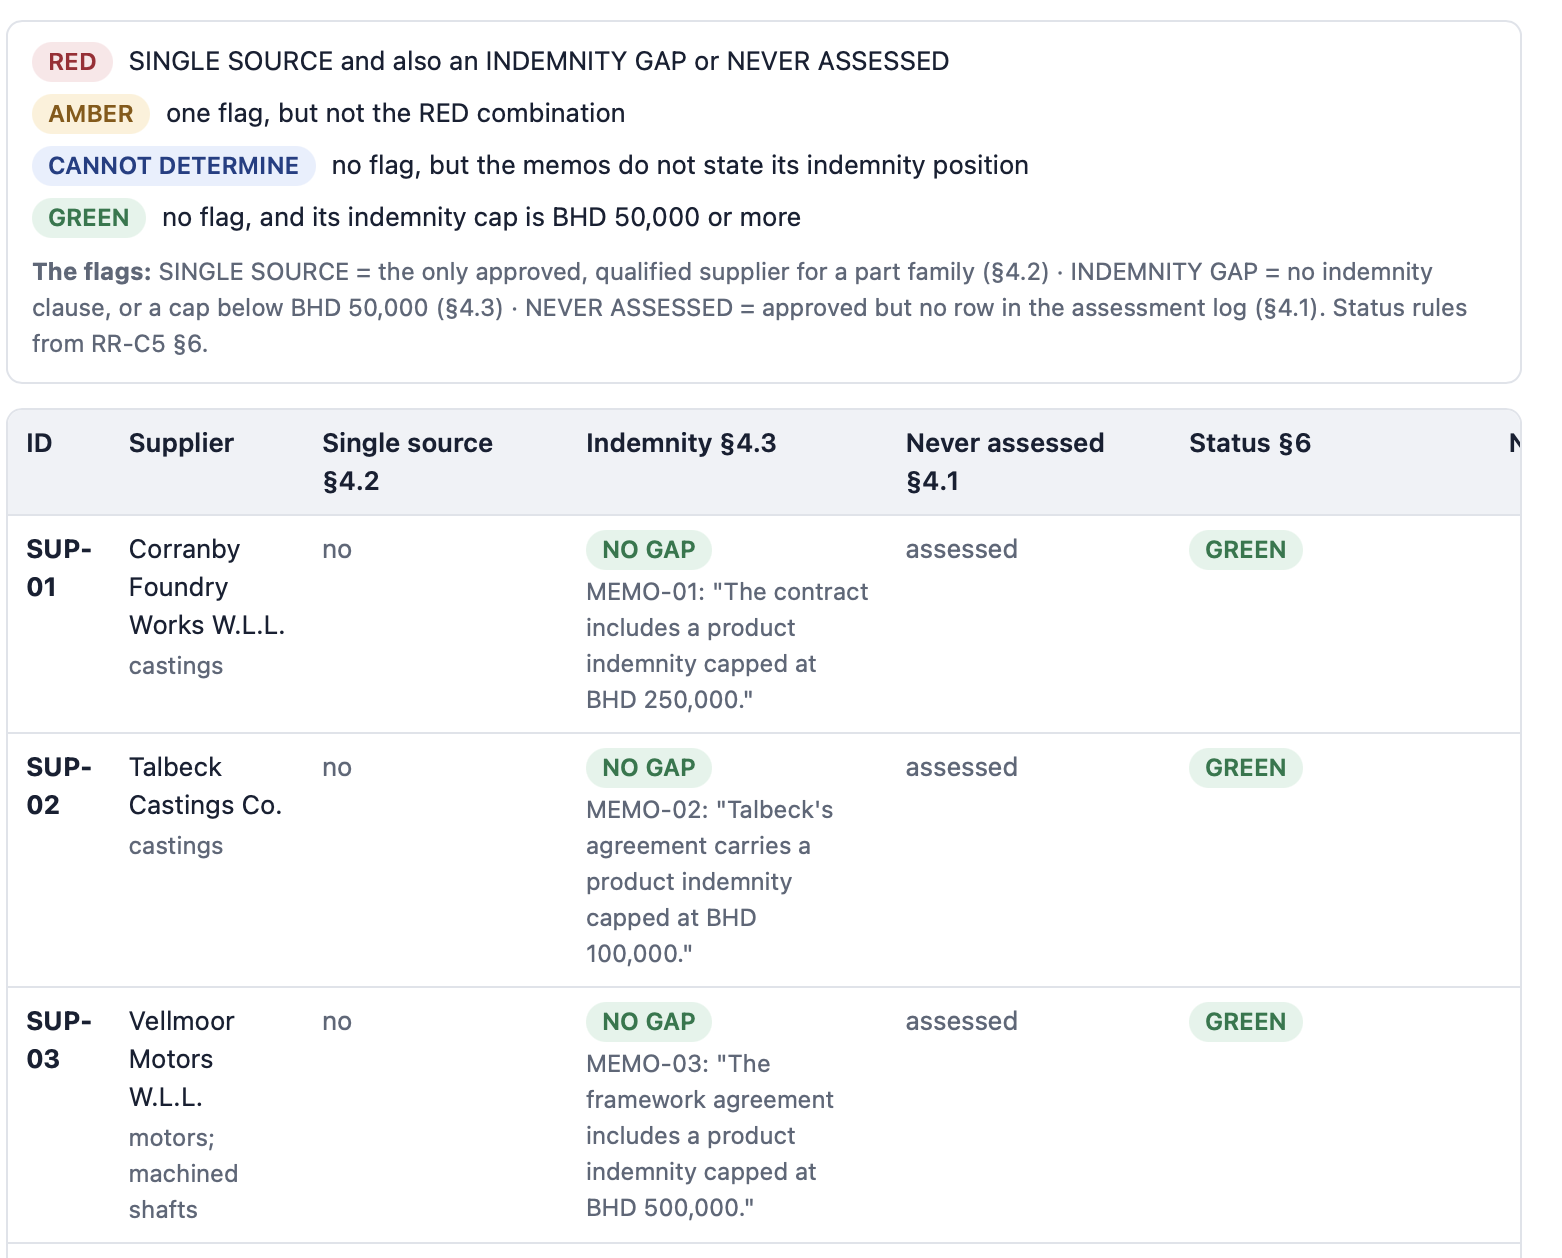 RED SINGLE SOURCE and also an INDEMNITY GAP or NEVER ASSESSED
AMBER one flag, but not the RED combination
CANNOT DETERMINE no flag, but the memos do not state its indemnity position
GREEN no flag, and its indemnity cap is BHD 50,000 or more
The flags: SINGLE SOURCE = the only approved, qualified supplier for a part family (§4.2) · INDEMNITY GAP = no indemnity
clause, or a cap below BHD 50,000 (§4.3) · NEVER ASSESSED = approved but no row in the assessment log (§4.1). Status rules
from RR-C5 §6.
ID Supplier Single source Indemnity §4.3 Never assessed Status §6
§4.2 §4.1
SUP- Corranby no NO GAP assessed GREEN
01 Foundry MEMO-01: "The contract
Works W.L.L. includes a product
castings indemnity capped at
BHD 250,000."
SUP- Talbeck no NO GAP assessed GREEN
02 Castings Co. MEMO-02: "Talbeck's
castings agreement carries a
product indemnity
capped at BHD
100,000."
SUP- Vellmoor no NO GAP assessed GREEN
03 Motors MEMO-03: "The
W.L.L. framework agreement
motors; includes a product
machined indemnity capped at
shafts BHD 500,000."